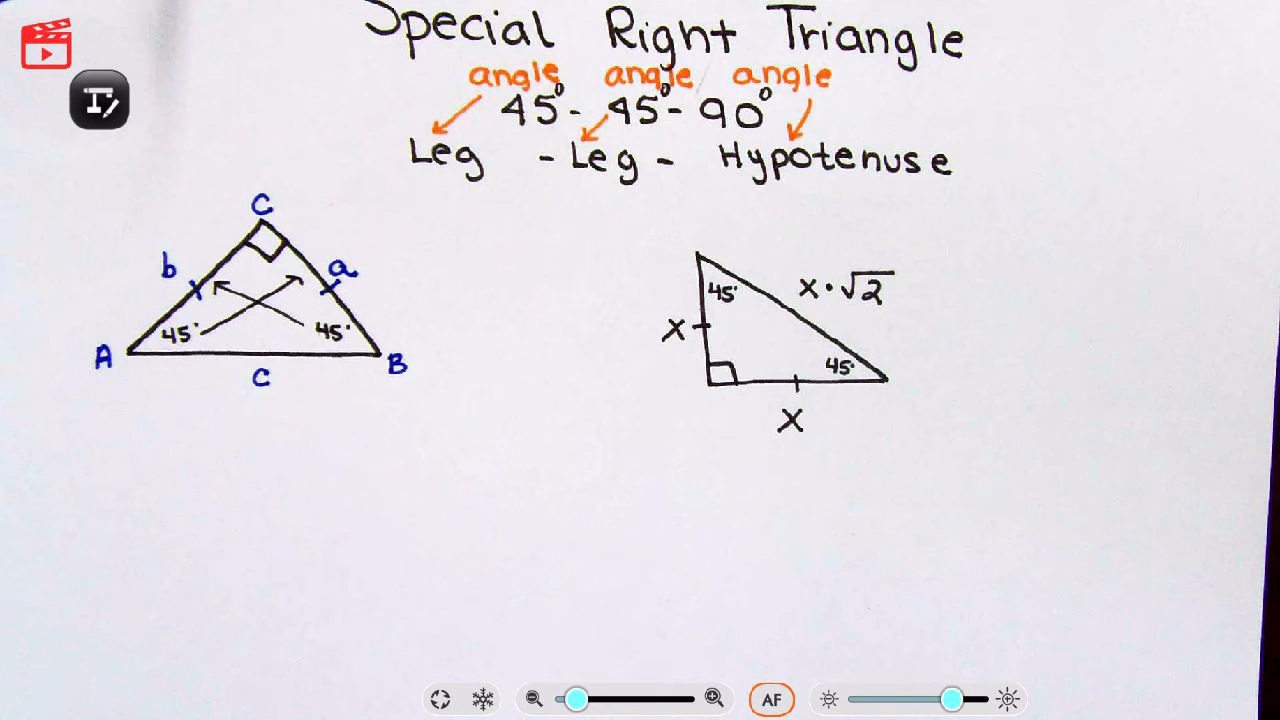 Special Right Triangle
angle angle angle
45° - 45° - 90°
Leg - Leg - Hypotenuse
C
b a
45° 45°
A B
C
45°
x · √2
x
45°
x
AF